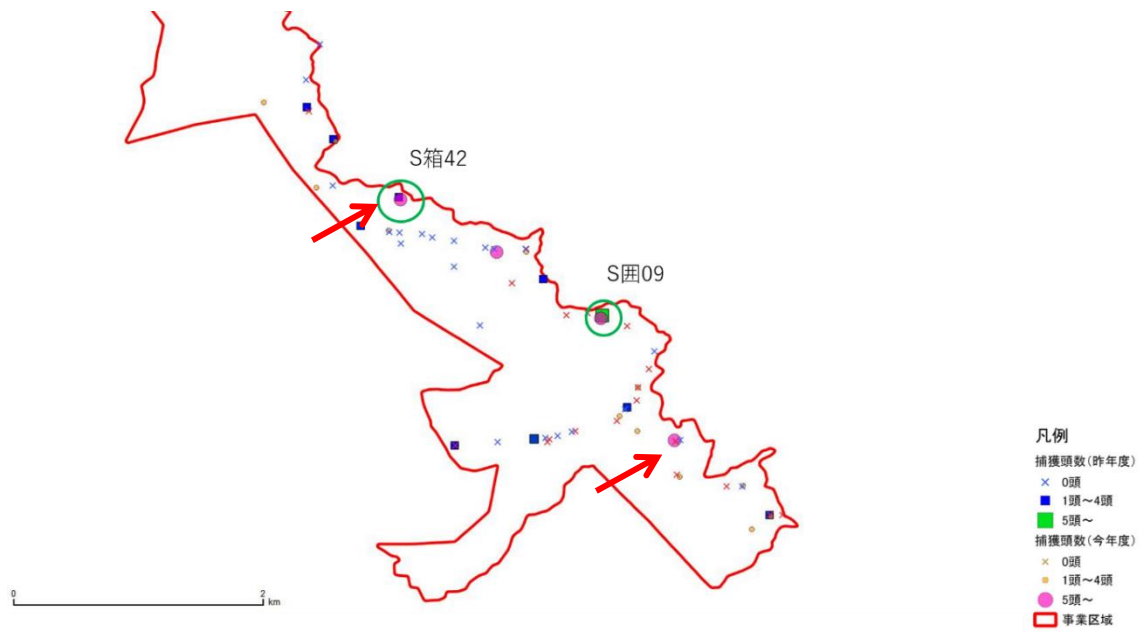 S箱42
S囲09
凡例
捕獲頭数(昨年度)
0頭
1頭～4頭
5頭～
捕獲頭数(今年度)
0頭
1頭～4頭
5頭～
事業区域
0 2
km